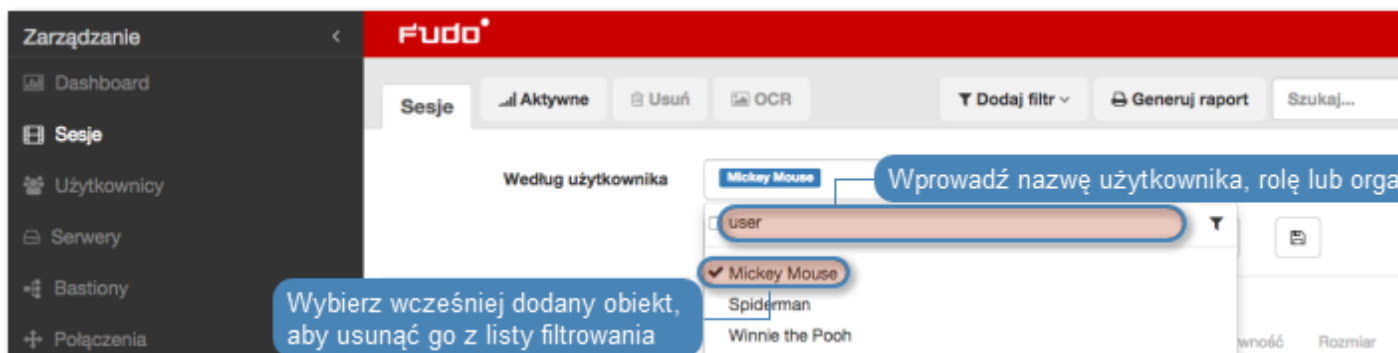 Zarządzanie
Fudo
Dashboard
Sesje
Aktywne
Usuń
OCR
Dodaj filtr
Generuj raport
Szukaj...
Sesje
Użytkownicy
Według użytkownika
Mickey Mouse
Wprowadź nazwę użytkownika, rolę lub orga
user
Serwery
Bastiony
Mickey Mouse
Wybierz wcześniej dodany obiekt,
aby usunąć go z listy filtrowania
Spiderman
Winnie the Pooh
Połączenia
wność
Rozmiar